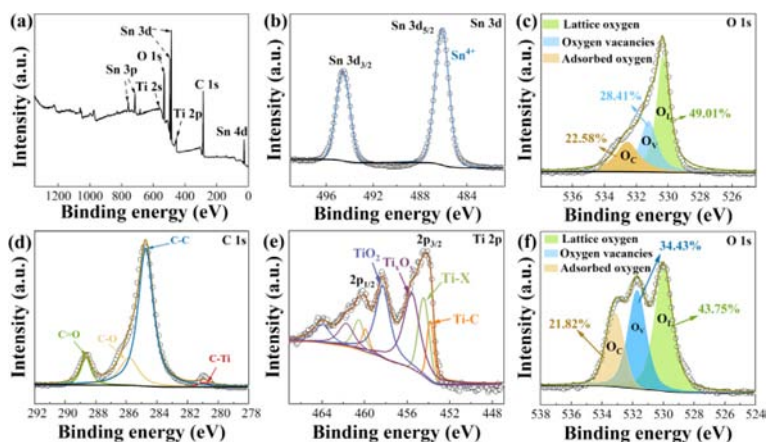 (a)
Sn 3d
O 1s
Sn 3p
Ti 2s
Ti 2p
C 1s
Sn 4d
Intensity (a.u.)
1200 1000 800 600 400 200 0
Binding energy (eV)
(b)
Sn 3d
Sn 3d5/2
Sn4+
Sn 3d3/2
Intensity (a.u.)
496 492 488 484
Binding energy (eV)
(c)
O 1s
Lattice oxygen
Oxygen vacancies
Adsorbed oxygen
28.41%
OL
49.01%
22.58%
OV
OC
Intensity (a.u.)
536 534 532 530 528 526
Binding energy (eV)
(d)
C 1s
C-C
C=O
C-O
C-Ti
Intensity (a.u.)
292 290 288 286 284 282 280 278
Binding energy (eV)
(e)
Ti 2p
2p3/2
TiO2
TixOy
2p1/2
Ti-X
Ti-C
Intensity (a.u.)
464 460 456 452 448
Binding energy (eV)
(f)
34.43%
O 1s
Lattice oxygen
Oxygen vacancies
Adsorbed oxygen
21.82%
OC
OV
OL
43.75%
Intensity (a.u.)
538 536 534 532 530 528 526 524
Binding energy (eV)